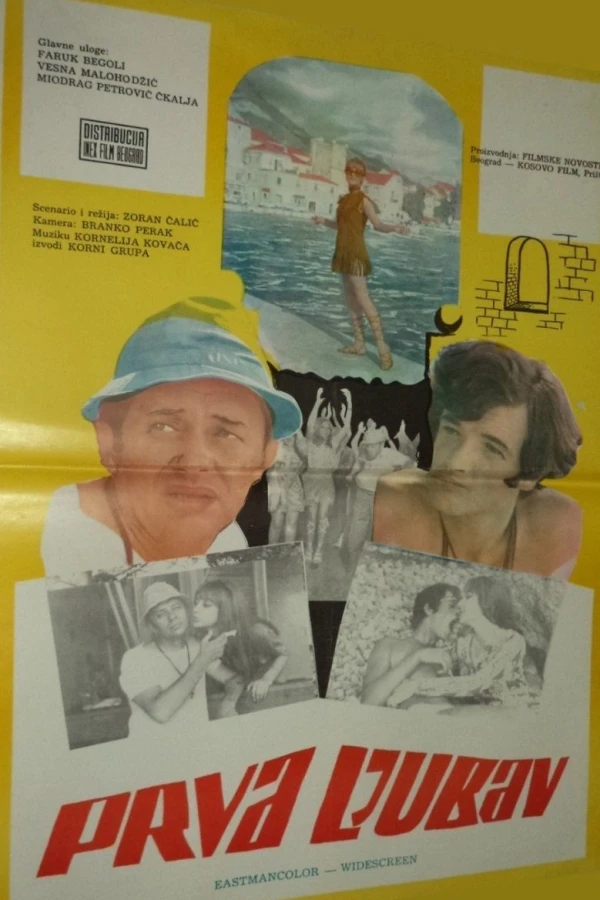 Glavne uloge:
FARUK BEGOLI
VESNA MALOHODŽIĆ
MIODRAG PETROVIĆ ČKALJA
DISTRIBUCIJA
INEX FILM BEOGRAD
Proizvodnja: FILMSKE NOVOSTI
Beograd — KOSOVO FILM,
Scenario i režija: ZORAN ČALIĆ
Kamera: BRANKO PERAK
Muziku KORNELIJA KOVAČA
izvodi KORNI GRUPA
PRVA LJUBAV
EASTMANCOLOR — WIDESCREEN